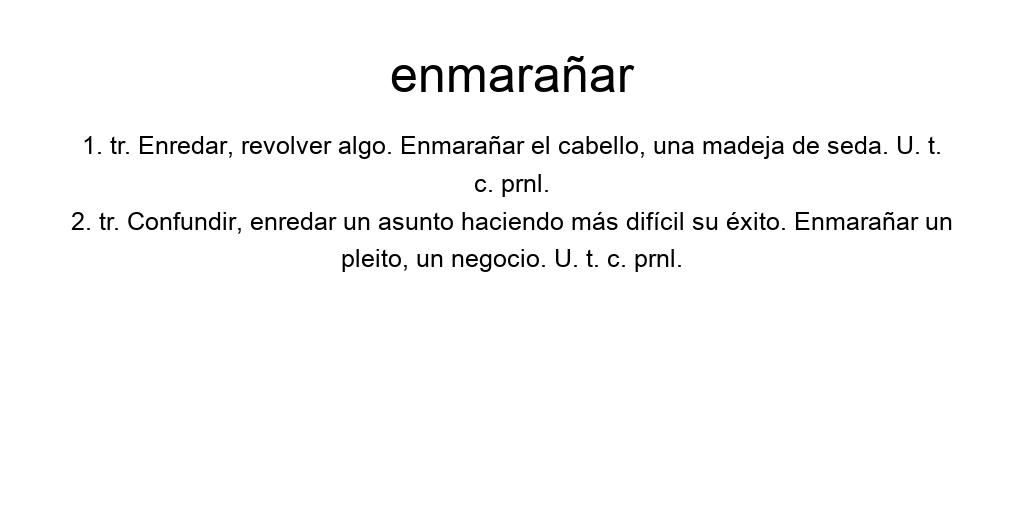 enmarañar
1. tr. Enredar, revolver algo. Enmarañar el cabello, una madeja de seda. U. t.
c. prnl.
2. tr. Confundir, enredar un asunto haciendo más difícil su éxito. Enmarañar un
pleito, un negocio. U. t. c. prnl.